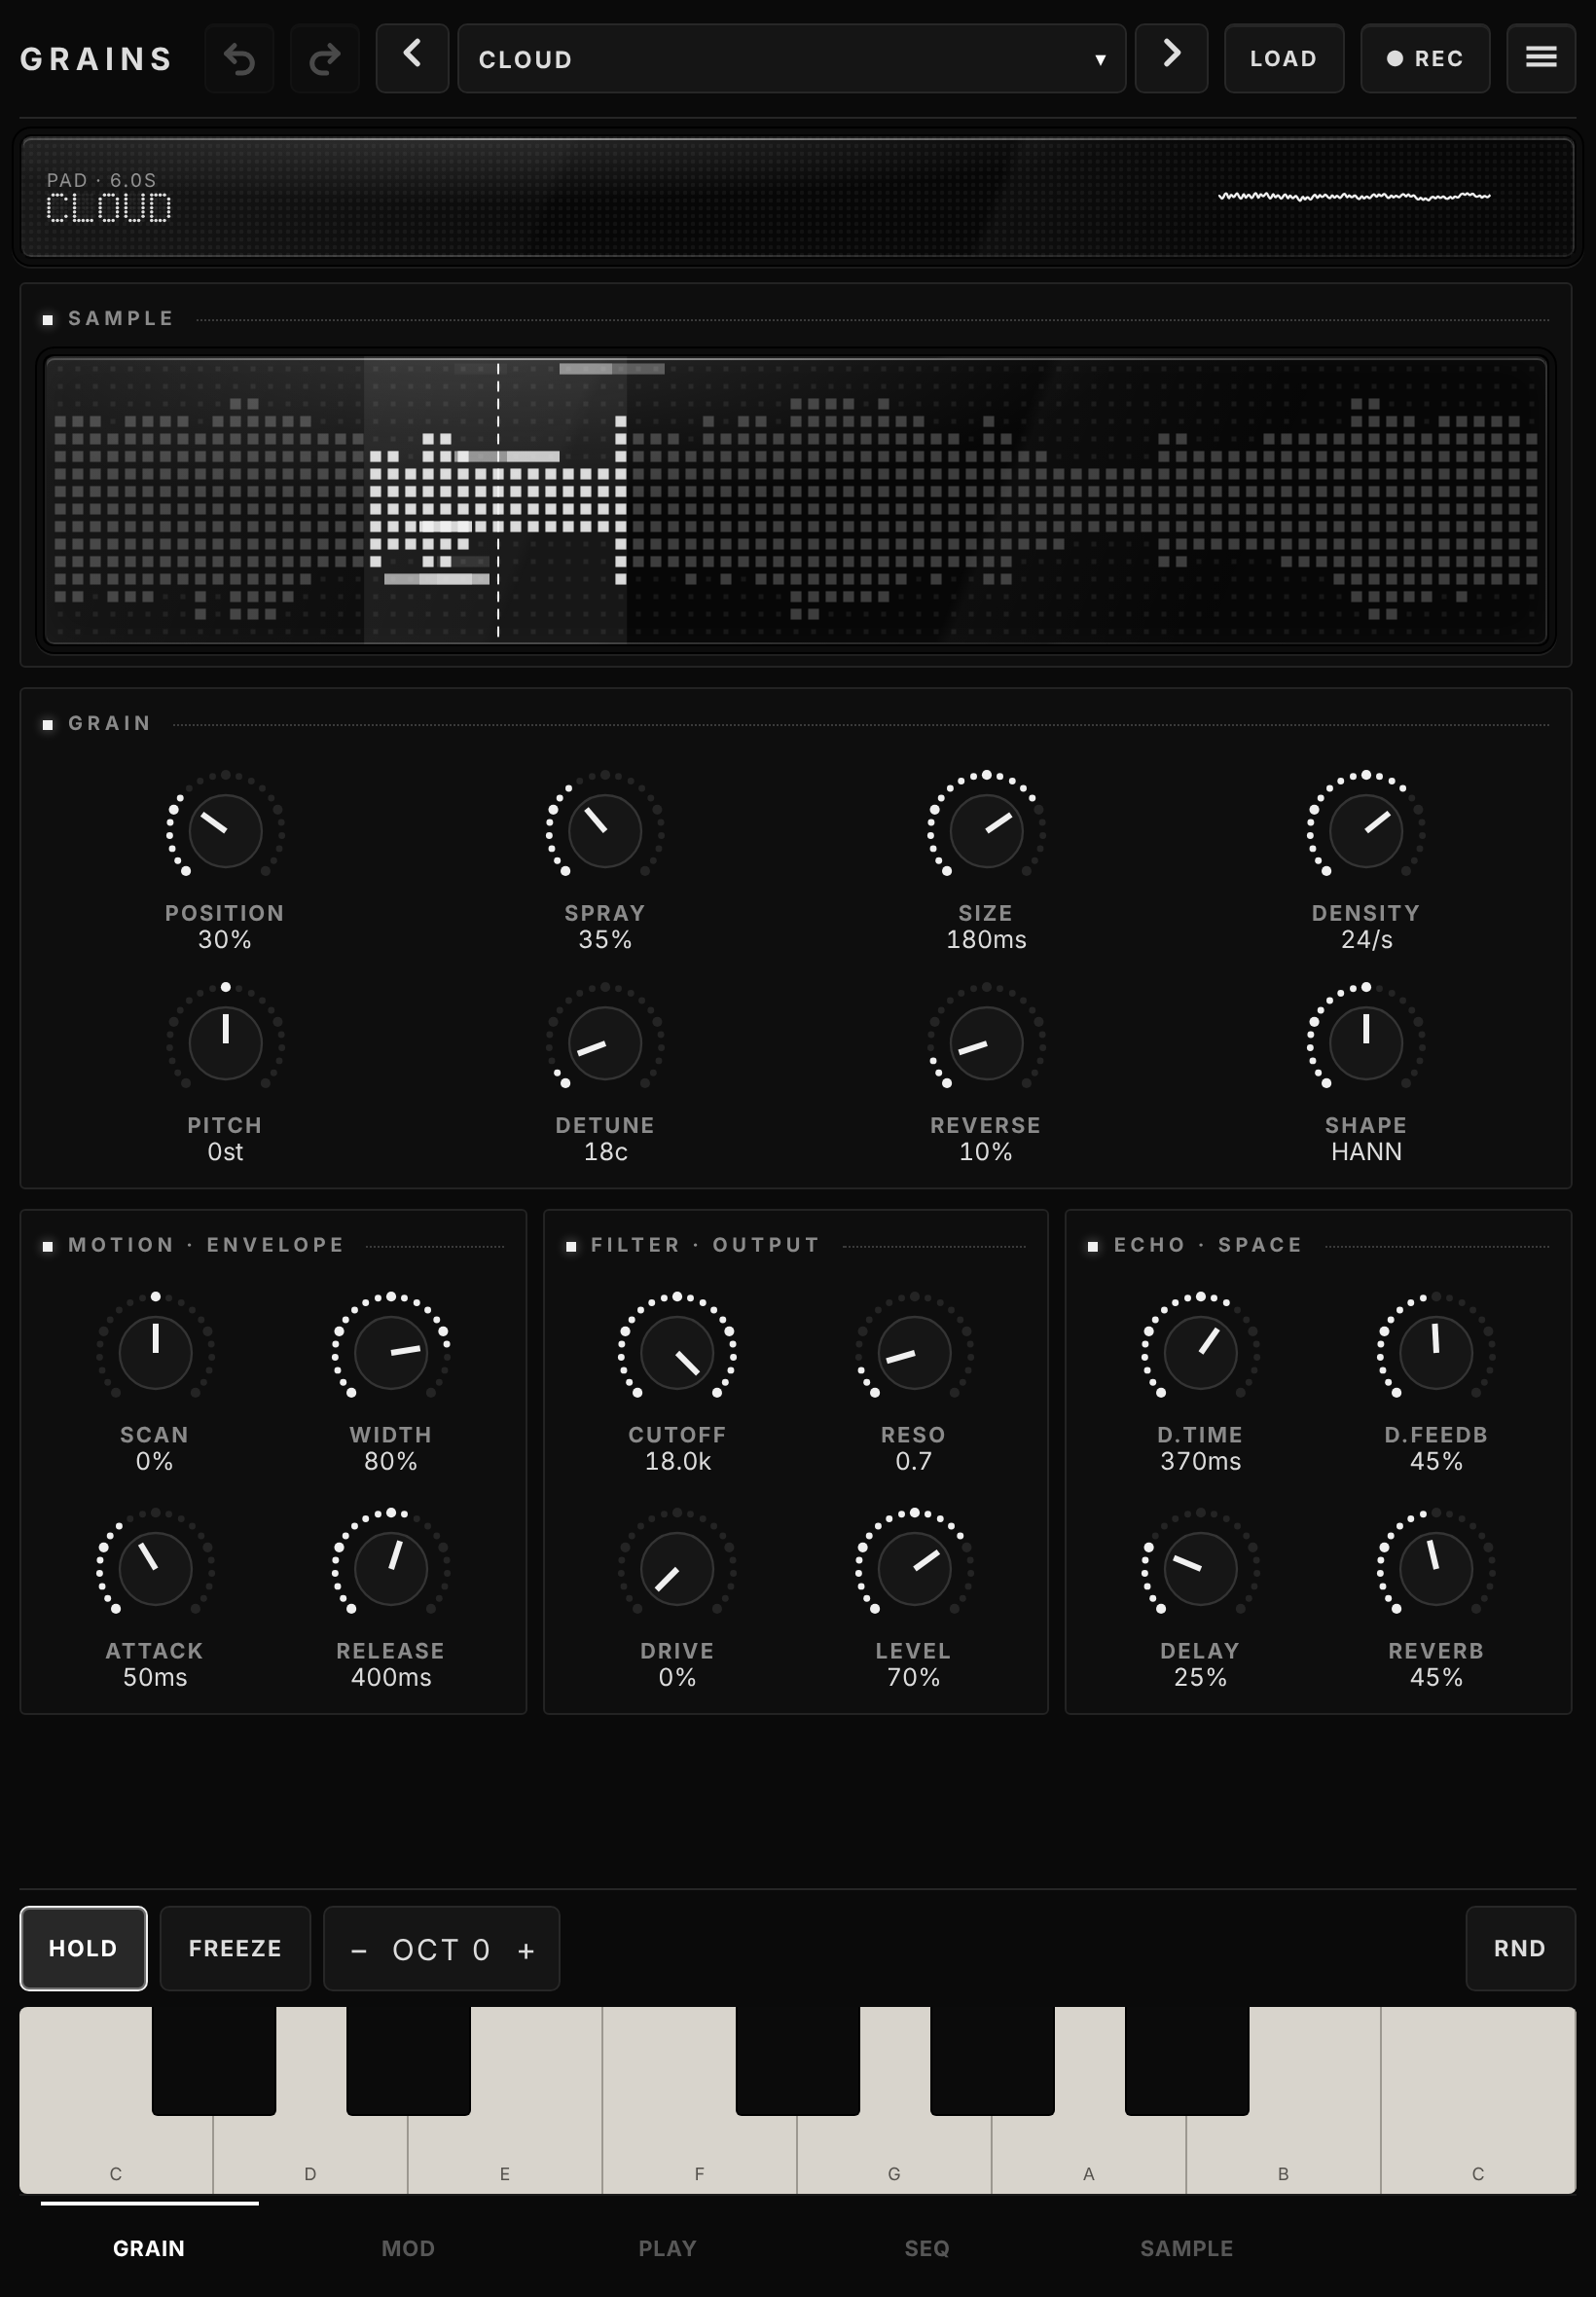 GRAINS
CLOUD
LOAD
REC
PAD · 6.0S
CLOUD
SAMPLE
GRAIN
POSITION SPRAY SIZE DENSITY
30% 35% 180ms 24/s
PITCH DETUNE REVERSE SHAPE
0st 18c 10% HANN
MOTION · ENVELOPE
SCAN WIDTH
0% 80%
ATTACK RELEASE
50ms 400ms
FILTER · OUTPUT
CUTOFF RESO
18.0k 0.7
DRIVE LEVEL
0% 70%
ECHO · SPACE
D.TIME D.FEEDB
370ms 45%
DELAY REVERB
25% 45%
HOLD FREEZE − OCT 0 + RND
C D E F G A B C
GRAIN MOD PLAY SEQ SAMPLE